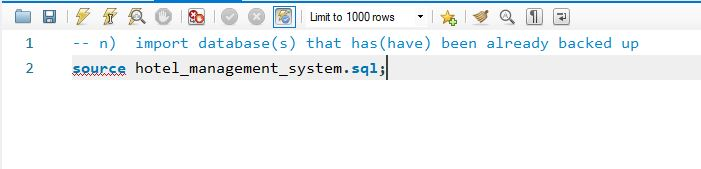 Limit to 1000 rows
1 -- n)  import database(s) that has(have) been already backed up
2 source hotel_management_system.sql;